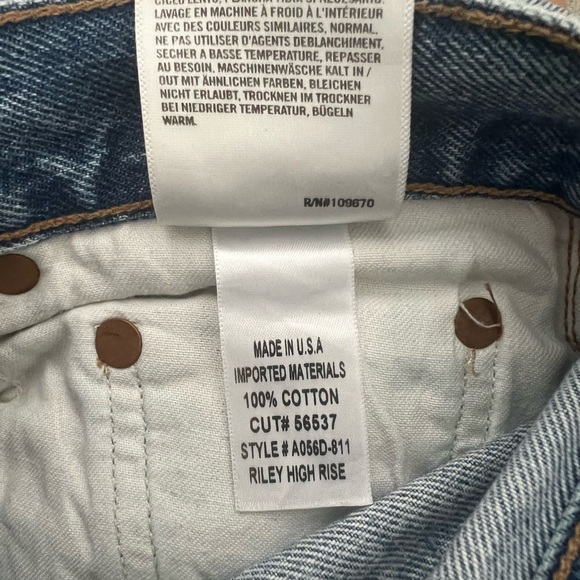 LAVAGE EN MACHINE À FROID À L'INTÉRIEUR
AVEC DES COULEURS SIMILAIRES, NORMAL,
NE PAS UTILISER D'AGENTS DEBLANCHIMENT,
SÉCHER A BASSE TEMPERATURE, REPASSER
AU BESOIN. MASCHINENWÄSCHE KALT IN /
OUT MIT ÄHNLICHEN FARBEN, BLEICHEN
NICHT ERLAUBT, TROCKNEN IM TROCKNER
BEI NIEDRIGER TEMPERATUR, BÜGELN
WARM.
R/N#109670
MADE IN U.S.A
IMPORTED MATERIALS
100% COTTON
CUT# 56537
STYLE # A056D-811
RILEY HIGH RISE